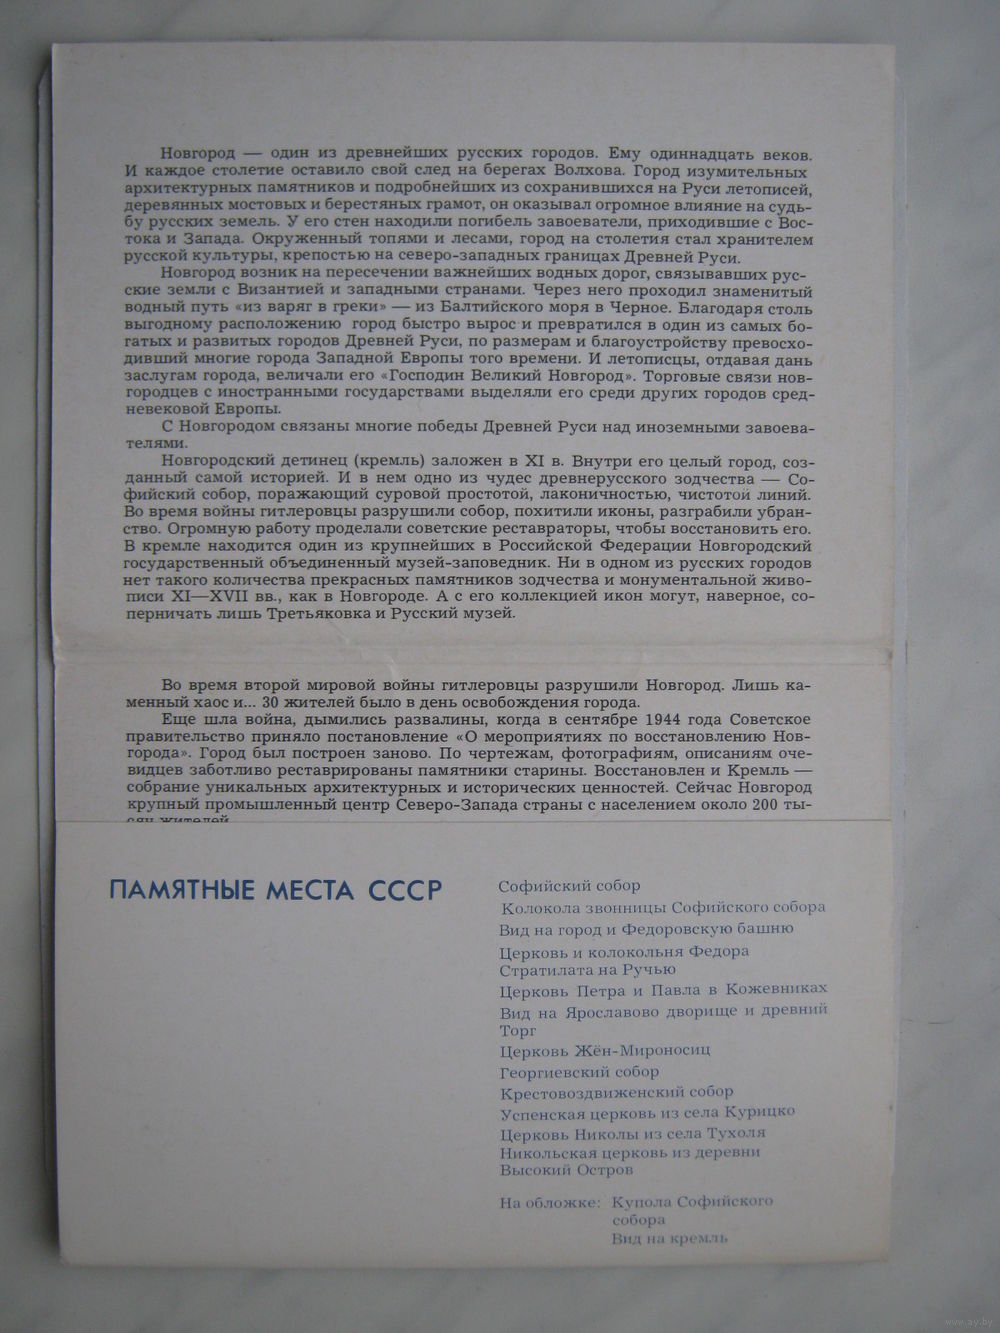 Новгород — один из древнейших русских городов. Ему одиннадцать веков.
И каждое столетие оставило свой след на берегах Волхова. Город изумительных
архитектурных памятников и подробнейших из сохранившихся на Руси летописей,
деревянных мостовых и берестяных грамот, он оказывал огромное влияние на судь-
бу русских земель. У его стен находили погибель завоеватели, приходившие с Вос-
тока и Запада. Окруженный топями и лесами, город на столетия стал хранителем
русской культуры, крепостью на северо-западных границах Древней Руси.
Новгород возник на пересечении важнейших водных дорог, связывавших рус-
ские земли с Византией и западными странами. Через него проходил знаменитый
водный путь «из варяг в греки» — из Балтийского моря в Черное. Благодаря столь
выгодному расположению город быстро вырос и превратился в один из самых бо-
гатых и развитых городов Древней Руси, по размерам и благоустройству превосхо-
дивший многие города Западной Европы того времени. И летописцы, отдавая дань
заслугам города, величали его «Господин Великий Новгород». Торговые связи нов-
городцев с иностранными государствами выделяли его среди других городов сред-
невековой Европы.
С Новгородом связаны многие победы Древней Руси над иноземными завоева-
телями.
Новгородский детинец (кремль) заложен в XI в. Внутри его целый город, соз-
данный самой историей. И в нем одно из чудес древнерусского зодчества — Со-
фийский собор, поражающий суровой простотой, лаконичностью, чистотой линий.
Во время войны гитлеровцы разрушили собор, похитили иконы, разграбили убран-
ство. Огромную работу проделали советские реставраторы, чтобы восстановить его.
В кремле находится один из крупнейших в Российской Федерации Новгородский
государственный объединенный музей-заповедник. Ни в одном из русских городов
нет такого количества прекрасных памятников зодчества и монументальной живо-
писи XI—XVII вв., как в Новгороде. А с его коллекцией икон могут, наверное, со-
перничать лишь Третьяковка и Русский музей.
Во время второй мировой войны гитлеровцы разрушили Новгород. Лишь ка-
менный хаос и... 30 жителей было в день освобождения города.
Еще шла война, дымились развалины, когда в сентябре 1944 года Советское
правительство приняло постановление «О мероприятиях по восстановлению Нов-
города». Город был построен заново. По чертежам, фотографиям, описаниям оче-
видцев заботливо реставрированы памятники старины. Восстановлен и Кремль —
собрание уникальных архитектурных и исторических ценностей. Сейчас Новгород
крупный промышленный центр Северо-Запада страны с населением около 200 ты-
сяч жителей.
ПАМЯТНЫЕ МЕСТА СССР
Софийский собор
Колокола звонницы Софийского собора
Вид на город и Федоровскую башню
Церковь и колокольня Федора
Стратилата на Ручью
Церковь Петра и Павла в Кожевниках
Вид на Ярославово дворище и древний
Торг
Церковь Жён-Мироносиц
Георгиевский собор
Крестовоздвиженский собор
Успенская церковь из села Курицко
Церковь Николы из села Тухоля
Никольская церковь из деревни
Высокий Остров
На обложке: Купола Софийского
собора
Вид на кремль
www.ay.by